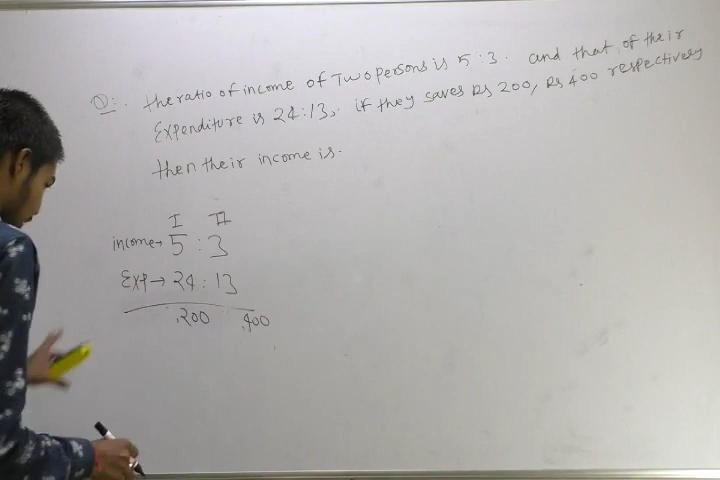 Q:. the ratio of income of Two persons is 5:3. and that of their
Expenditure is 24:13, if they saves Rs 200, Rs 400 respectively
then their income is.
I II
income→ 5 : 3
Exp→ 24 : 13
200 400